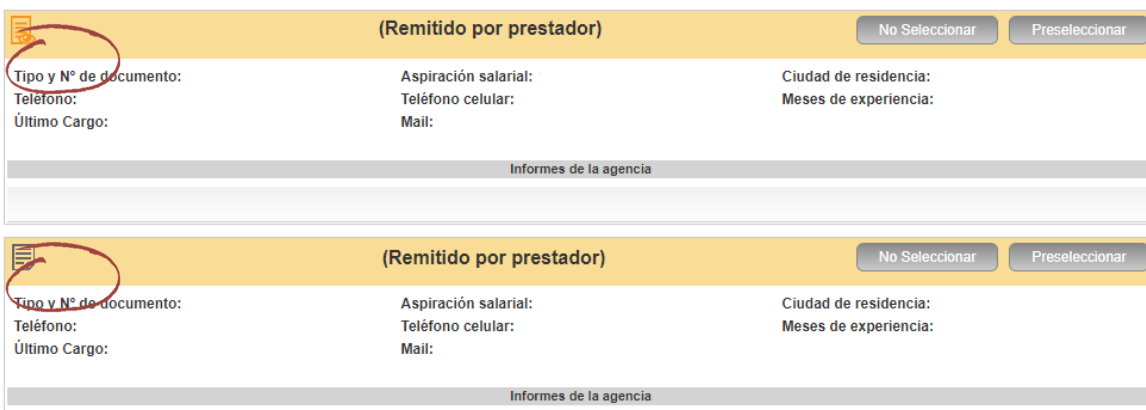 (Remitido por prestador) No Seleccionar Preseleccionar
Tipo y N° de documento: Aspiración salarial: Ciudad de residencia:
Teléfono: Teléfono celular: Meses de experiencia:
Último Cargo: Mail:
Informes de la agencia
(Remitido por prestador) No Seleccionar Preseleccionar
Tipo y N° de documento: Aspiración salarial: Ciudad de residencia:
Teléfono: Teléfono celular: Meses de experiencia:
Último Cargo: Mail:
Informes de la agencia